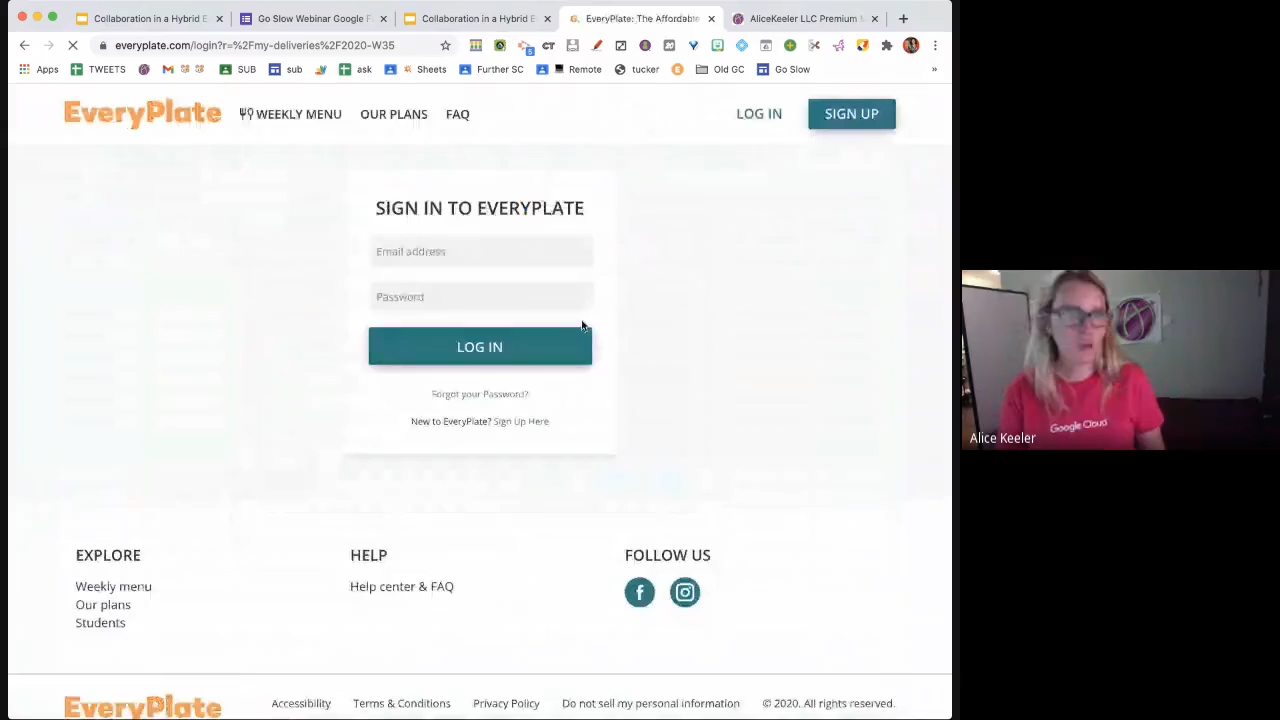 Collaboration in a Hybrid E
Go Slow Webinar Google F
Collaboration in a Hybrid E
EveryPlate: The Affordable
AliceKeeler LLC Premium
everyplate.com/login?r=%2Fmy-deliveries%2F2020-W35
Apps
TWEETS
SUB
sub
ask
Sheets
Further SC
Remote
tucker
Old GC
Go Slow
EveryPlate
WEEKLY MENU
OUR PLANS
FAQ
LOG IN
SIGN UP
SIGN IN TO EVERYPLATE
Email address
Password
LOG IN
Forgot your Password?
New to EveryPlate? Sign Up Here
Google Cloud
Alice Keeler
EXPLORE
Weekly menu
Our plans
Students
HELP
Help center & FAQ
FOLLOW US
EveryPlate
Accessibility
Terms & Conditions
Privacy Policy
Do not sell my personal information
© 2020. All rights reserved.